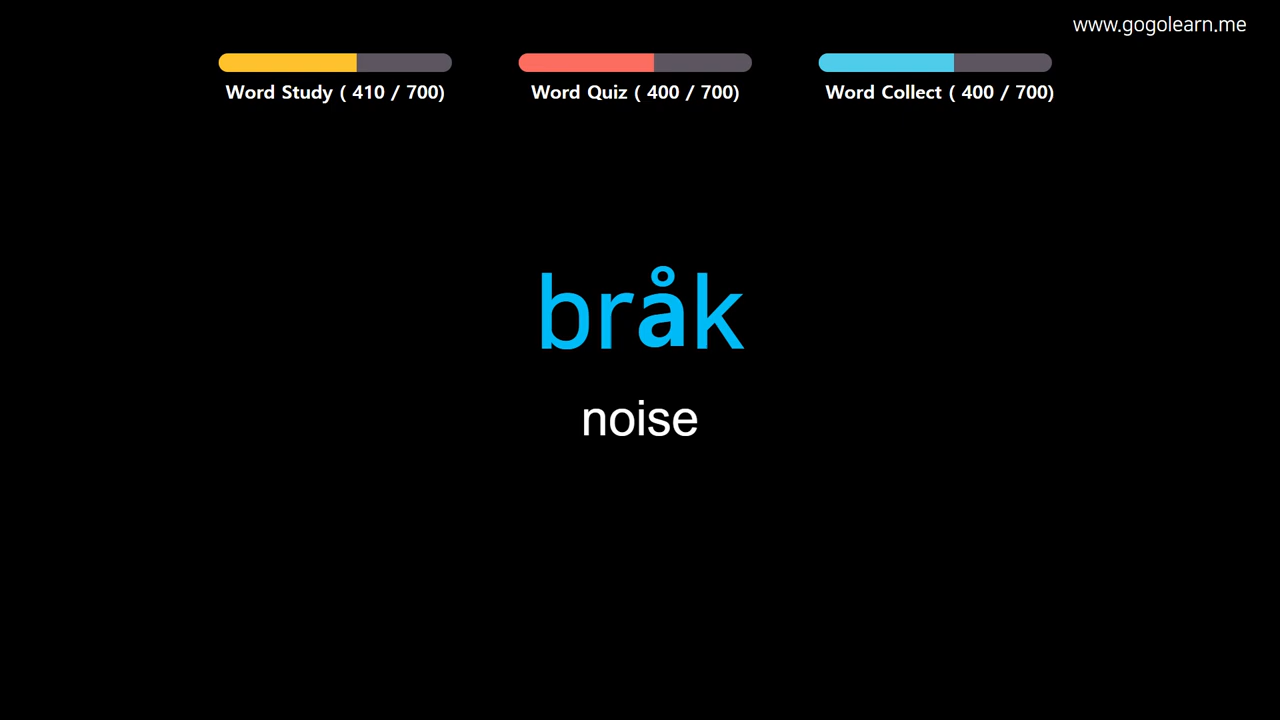 www.gogolearn.me
Word Study ( 410 / 700) Word Quiz ( 400 / 700) Word Collect ( 400 / 700)
bråk
noise